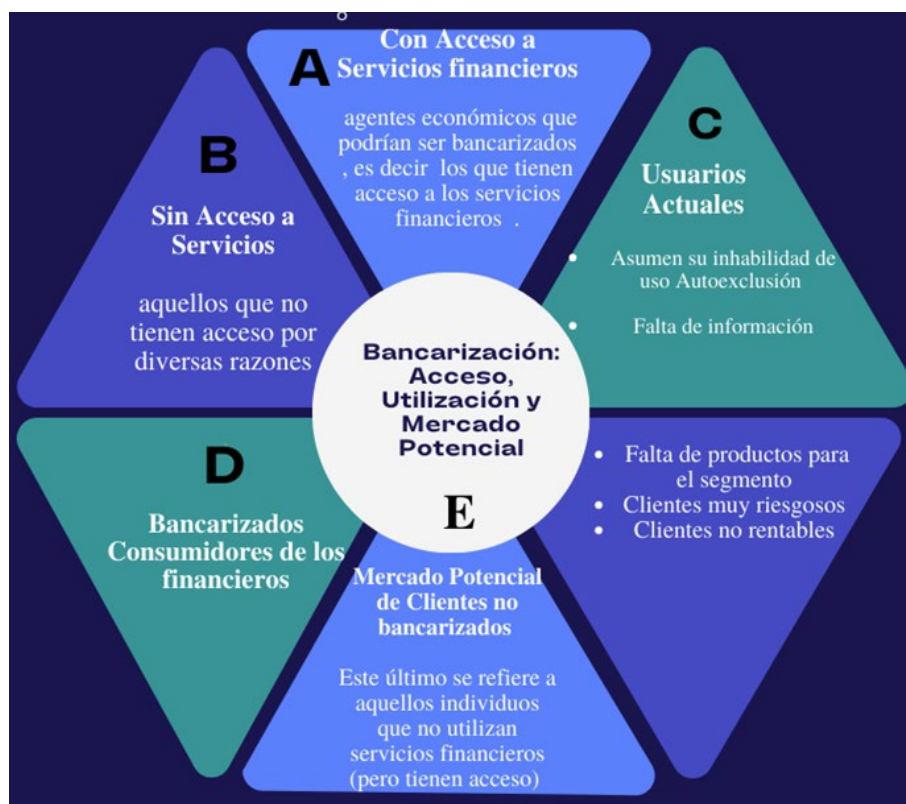 A
Con Acceso a
Servicios financieros
agentes económicos que
podrían ser bancarizados
, es decir los que tienen
acceso a los servicios
financieros .
B
Sin Acceso a
Servicios
aquellos que no
tienen acceso por
diversas razones
C
Usuarios
Actuales
• Asumen su inhabilidad de
uso Autoexclusión
• Falta de información
Bancarización:
Acceso,
Utilización y
Mercado
Potencial
D
Bancarizados
Consumidores de los
financieros
• Falta de productos para
el segmento
• Clientes muy riesgosos
• Clientes no rentables
E
Mercado Potencial
de Clientes no
bancarizados
Este último se refiere a
aquellos individuos
que no utilizan
servicios financieros
(pero tienen acceso)